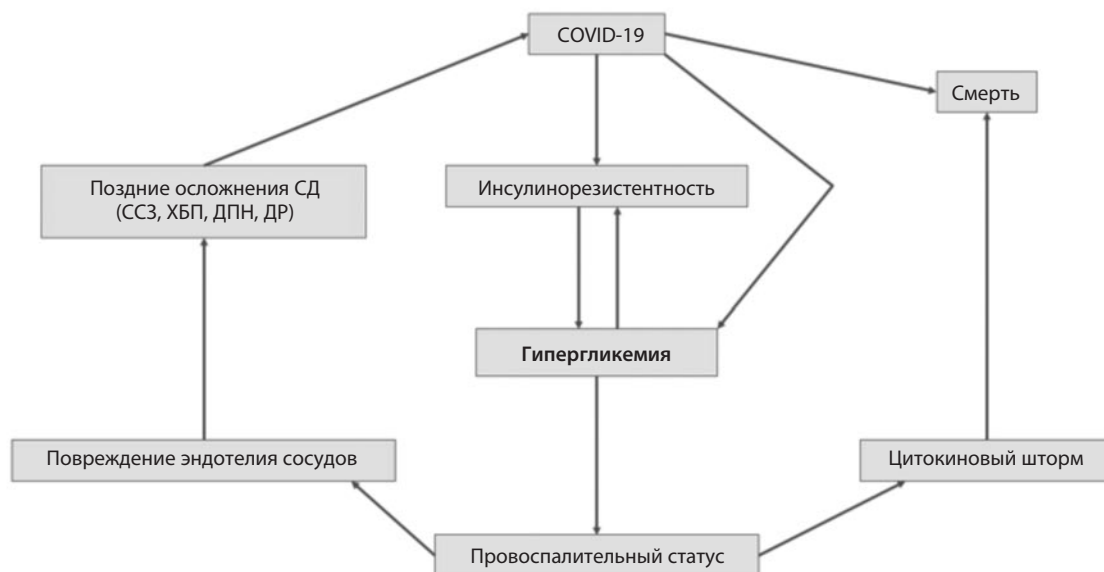 COVID-19
Смерть
Поздние осложнения СД
(ССЗ, ХБП, ДПН, ДР)
Инсулинорезистентность
Гипергликемия
Повреждение эндотелия сосудов
Цитокиновый шторм
Провоспалительный статус